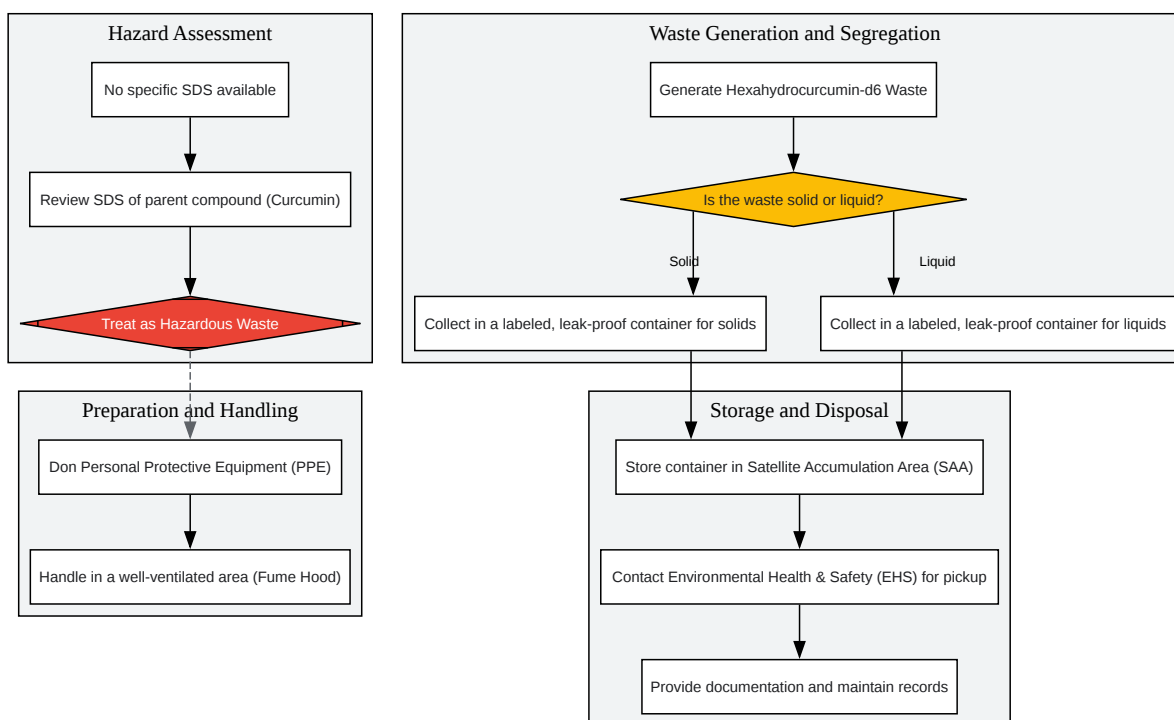 Hazard Assessment
No specific SDS available
Review SDS of parent compound (Curcumin)
Treat as Hazardous Waste
Preparation and Handling
Don Personal Protective Equipment (PPE)
Handle in a well-ventilated area (Fume Hood)
Waste Generation and Segregation
Generate Hexahydrocurcumin-d6 Waste
Is the waste solid or liquid?
Solid
Liquid
Collect in a labeled, leak-proof container for solids
Collect in a labeled, leak-proof container for liquids
Storage and Disposal
Store container in Satellite Accumulation Area (SAA)
Contact Environmental Health & Safety (EHS) for pickup
Provide documentation and maintain records